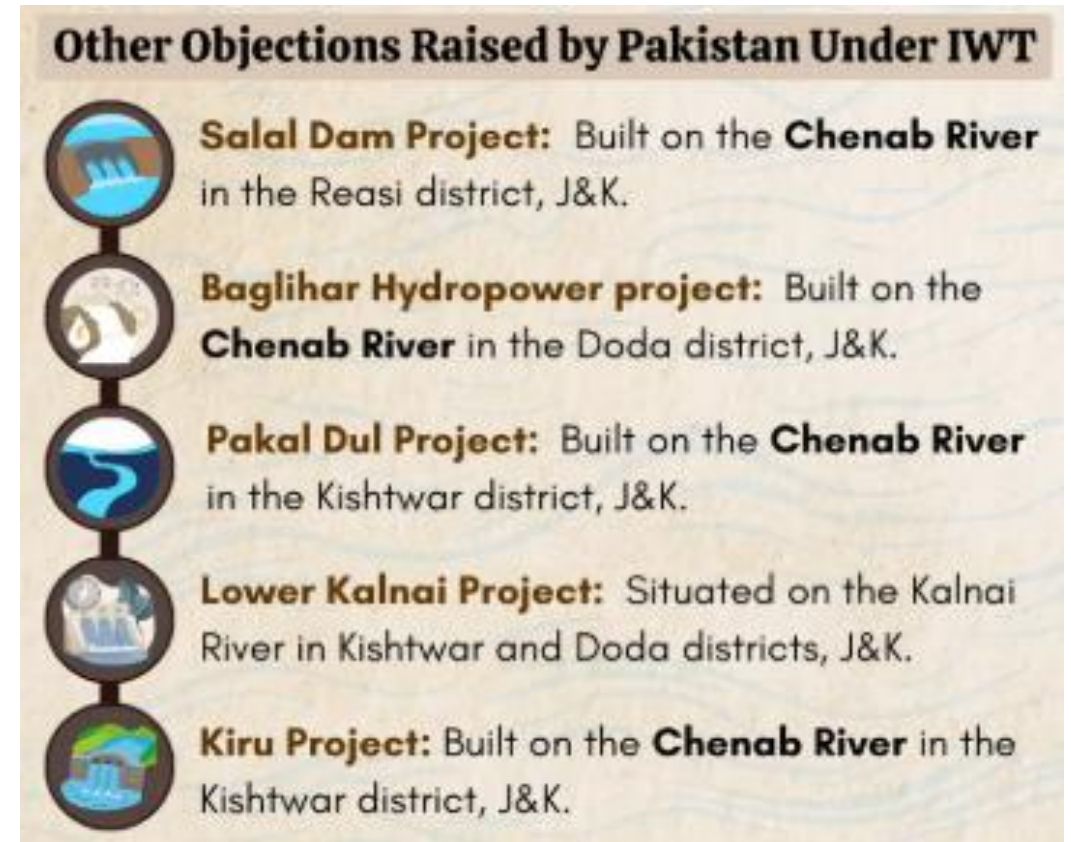 Other Objections Raised by Pakistan Under IWT
Salal Dam Project: Built on the Chenab River
in the Reasi district, J&K.
Baglihar Hydropower project: Built on the
Chenab River in the Doda district, J&K.
Pakal Dul Project: Built on the Chenab River
in the Kishtwar district, J&K.
Lower Kalnai Project: Situated on the Kalnai
River in Kishtwar and Doda districts, J&K.
Kiru Project: Built on the Chenab River in the
Kishtwar district, J&K.